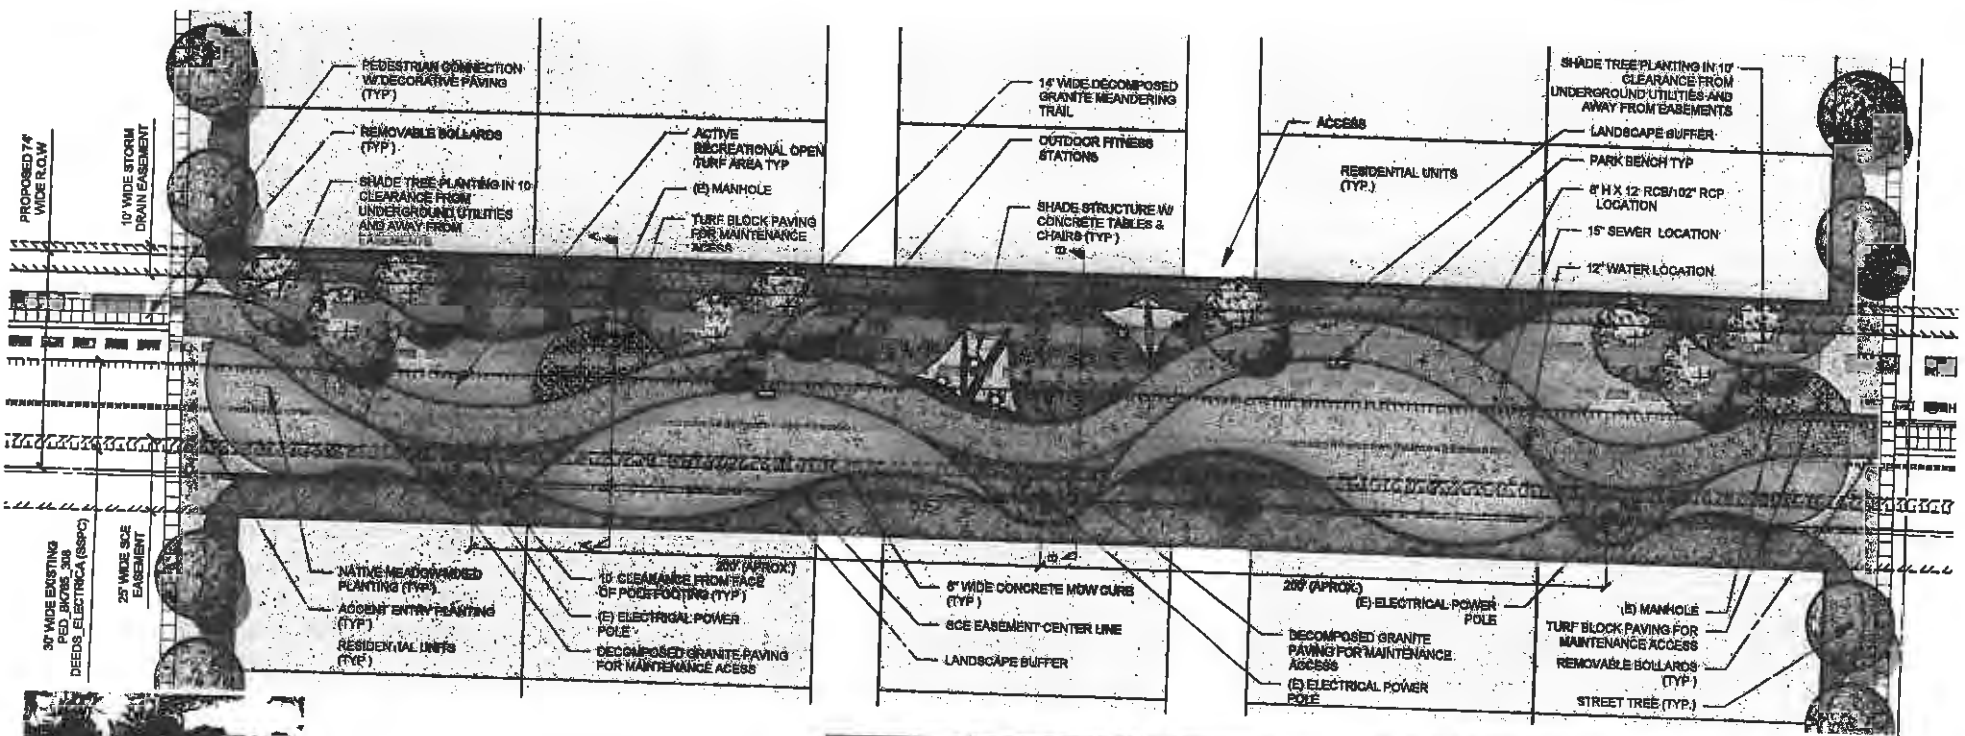 PEDESTRIAN CONNECTION
W/ DECORATIVE PAVING
(TYP)
REMOVABLE BOLLARDS
(TYP)
SHADE TREE PLANTING IN 10'
CLEARANCE FROM
UNDERGROUND UTILITIES
AND AWAY FROM
EASEMENTS
ACTIVE
RECREATIONAL OPEN
TURF AREA TYP
(E) MANHOLE
TURF BLOCK PAVING
FOR MAINTENANCE
ACESS
14' WIDE DECOMPOSED
GRANITE MEANDERING
TRAIL
OUTDOOR FITNESS
STATIONS
SHADE STRUCTURE W/
CONCRETE TABLES &
CHAIRS (TYP)
ACCESS
RESIDENTIAL UNITS
(TYP.)
SHADE TREE PLANTING IN 10'
CLEARANCE FROM
UNDERGROUND UTILITIES AND
AWAY FROM EASEMENTS
LANDSCAPE BUFFER
PARK BENCH TYP
8' H X 12' RCB/102" RCP
LOCATION
15" SEWER LOCATION
12" WATER LOCATION
PROPOSED 74'
WIDE R.O.W
10' WIDE STORM
DRAIN EASEMENT
30' WIDE EXISTING
PED_BK7085_308
DEEDS_ELECTRICA (SSPC)
25' WIDE SCE
EASEMENT
NATIVE MEADOW MIXED
PLANTING (TYP)
ACCENT ENTRY PLANTING
(TYP)
RESIDENTIAL UNITS
(TYP)
200' (APROX.)
10' CLEARANCE FROM FACE
OF POLE FOOTING (TYP)
(E) ELECTRICAL POWER
POLE
DECOMPOSED GRANITE PAVING
FOR MAINTENANCE ACESS
6" WIDE CONCRETE MOW CURB
(TYP)
SCE EASEMENT CENTER LINE
LANDSCAPE BUFFER
B
200' (APROX.)
(E) ELECTRICAL POWER
POLE
DECOMPOSED GRANITE
PAVING FOR MAINTENANCE
ACCESS
(E) ELECTRICAL POWER
POLE
(E) MANHOLE
TURF BLOCK PAVING FOR
MAINTENANCE ACCESS
REMOVABLE BOLLARDS
(TYP)
STREET TREE (TYP.)